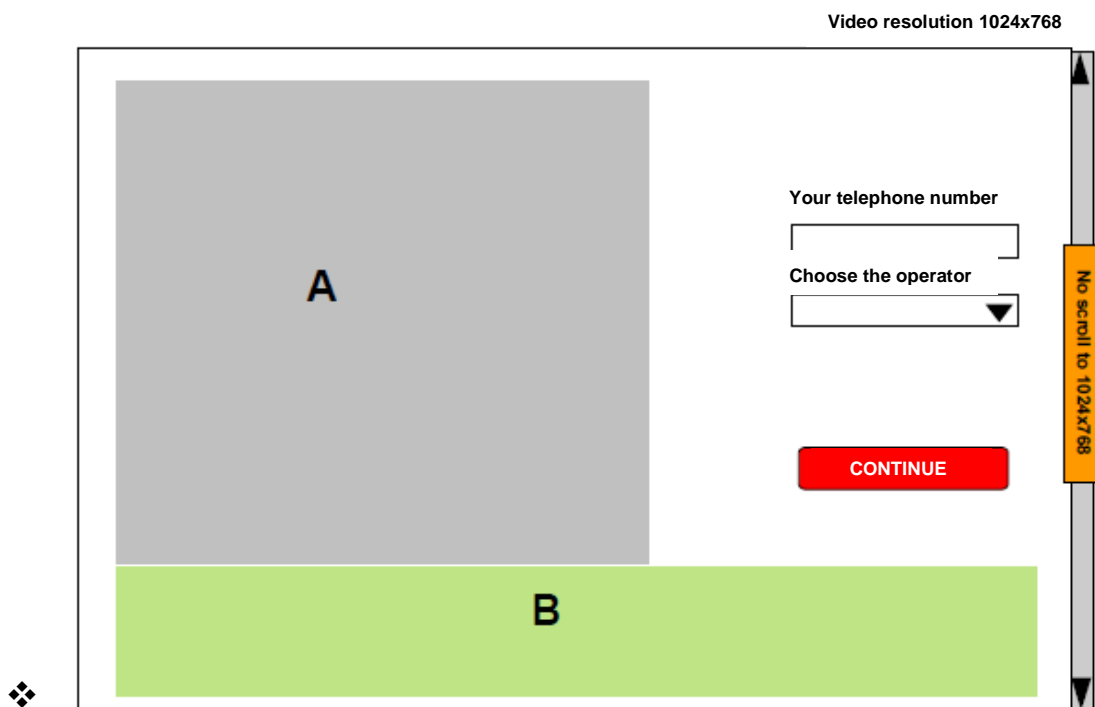 Video resolution 1024x768
A
Your telephone number
Choose the operator
No scroll to 1024x768
CONTINUE
B